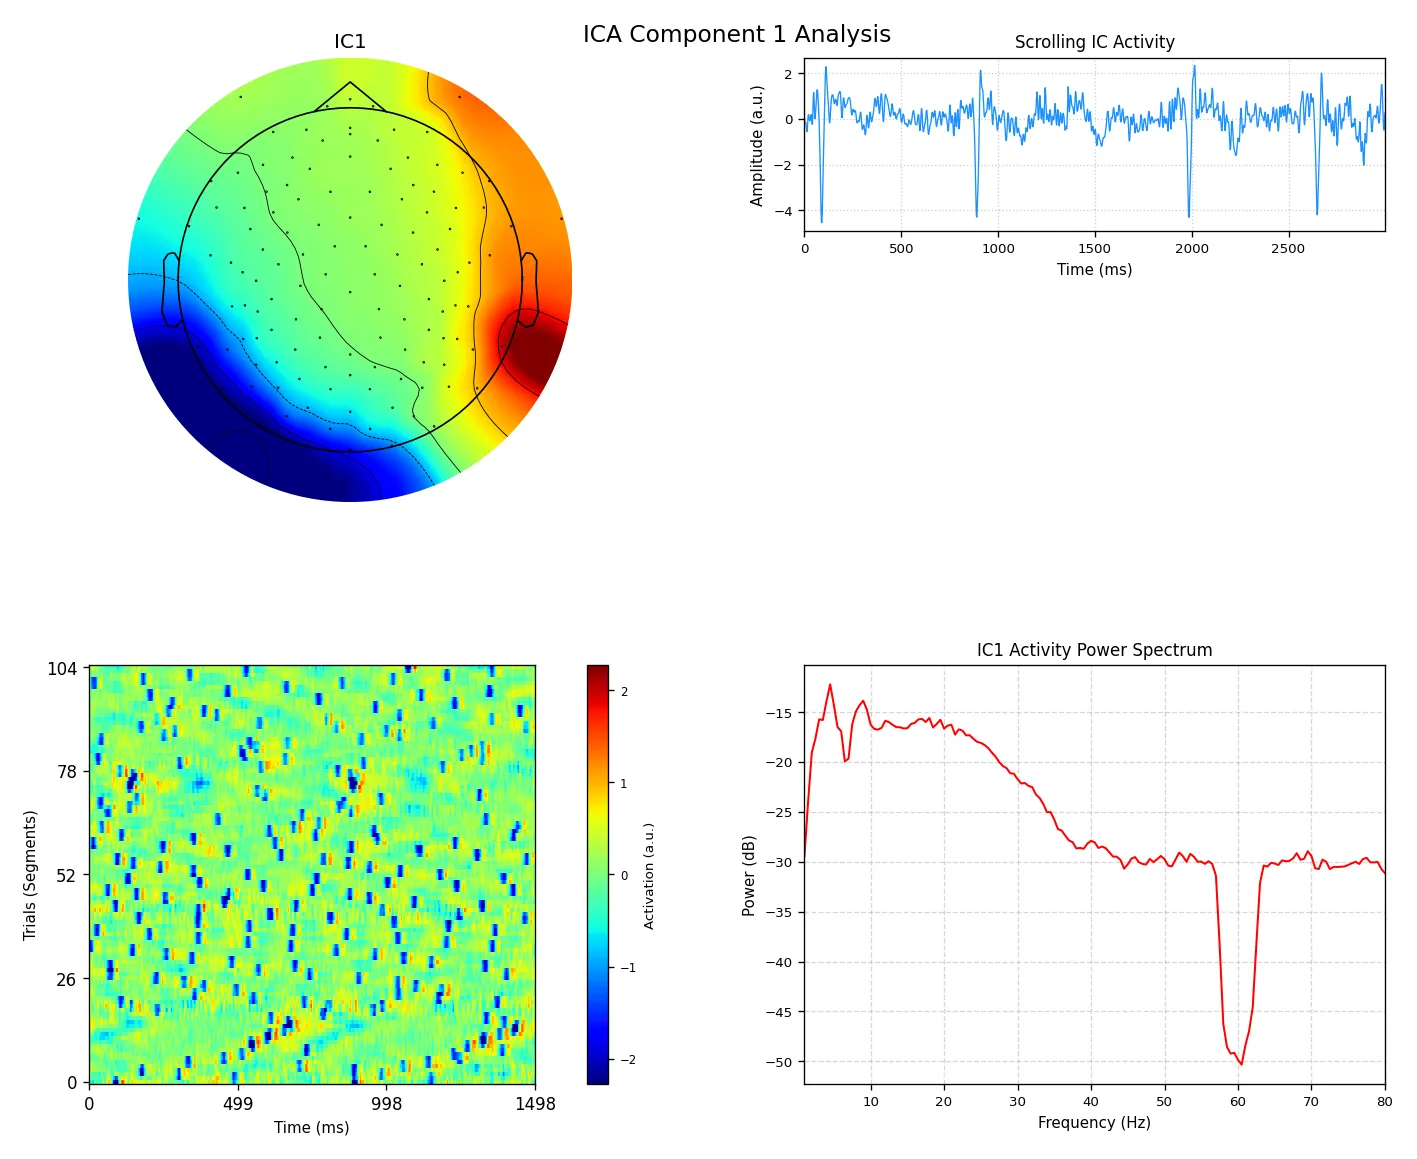 ICA Component 1 Analysis
IC1
Scrolling IC Activity
Amplitude (a.u.)
2
0
−2
−4
0 500 1000 1500 2000 2500
Time (ms)
Trials (Segments)
104
78
52
26
0
0 499 998 1498
Time (ms)
2
1
0
−1
−2
Activation (a.u.)
IC1 Activity Power Spectrum
Power (dB)
−15
−20
−25
−30
−35
−40
−45
−50
10 20 30 40 50 60 70 80
Frequency (Hz)